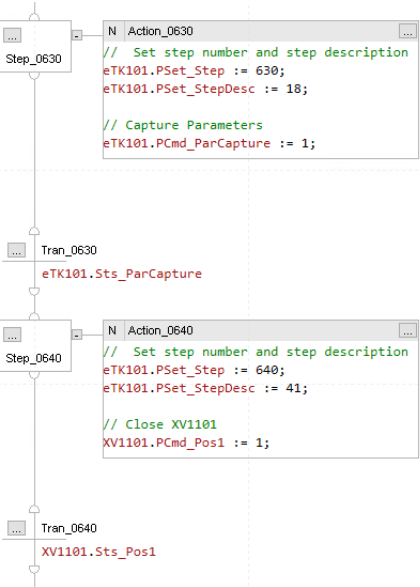 ...
Step_0630
N Action_0630 ...
// Set step number and step description
eTK101.PSet_Step := 630;
eTK101.PSet_StepDesc := 18;
// Capture Parameters
eTK101.PCmd_ParCapture := 1;
... Tran_0630
eTK101.Sts_ParCapture
...
Step_0640
N Action_0640 ...
// Set step number and step description
eTK101.PSet_Step := 640;
eTK101.PSet_StepDesc := 41;
// Close XV1101
XV1101.PCmd_Pos1 := 1;
... Tran_0640
XV1101.Sts_Pos1